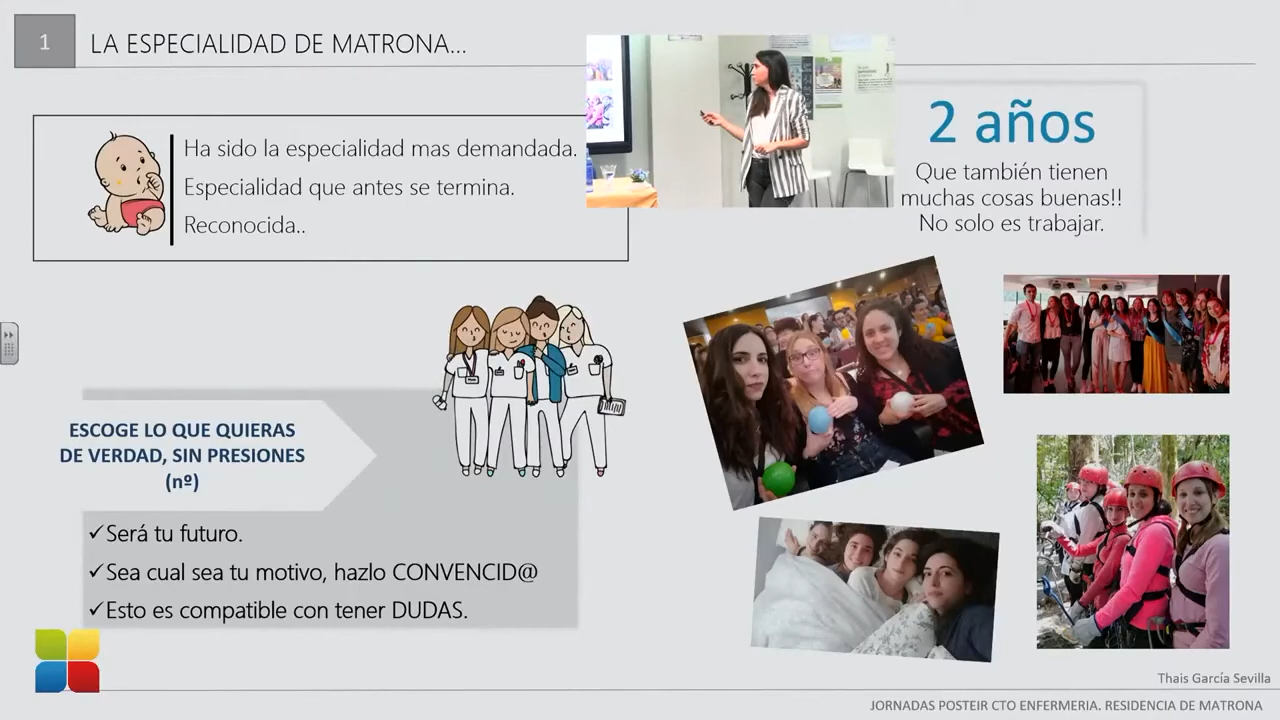 1
LA ESPECIALIDAD DE MATRONA...
Ha sido la especialidad mas demandada.
Especialidad que antes se termina.
Reconocida..
2 años
Que también tienen
muchas cosas buenas!!
No solo es trabajar.
ESCOGE LO QUE QUIERAS
DE VERDAD, SIN PRESIONES
(nº)
✓Será tu futuro.
✓Sea cual sea tu motivo, hazlo CONVENCID@
✓Esto es compatible con tener DUDAS.
Thais García Sevilla
JORNADAS POSTEIR CTO ENFERMERIA. RESIDENCIA DE MATRONA